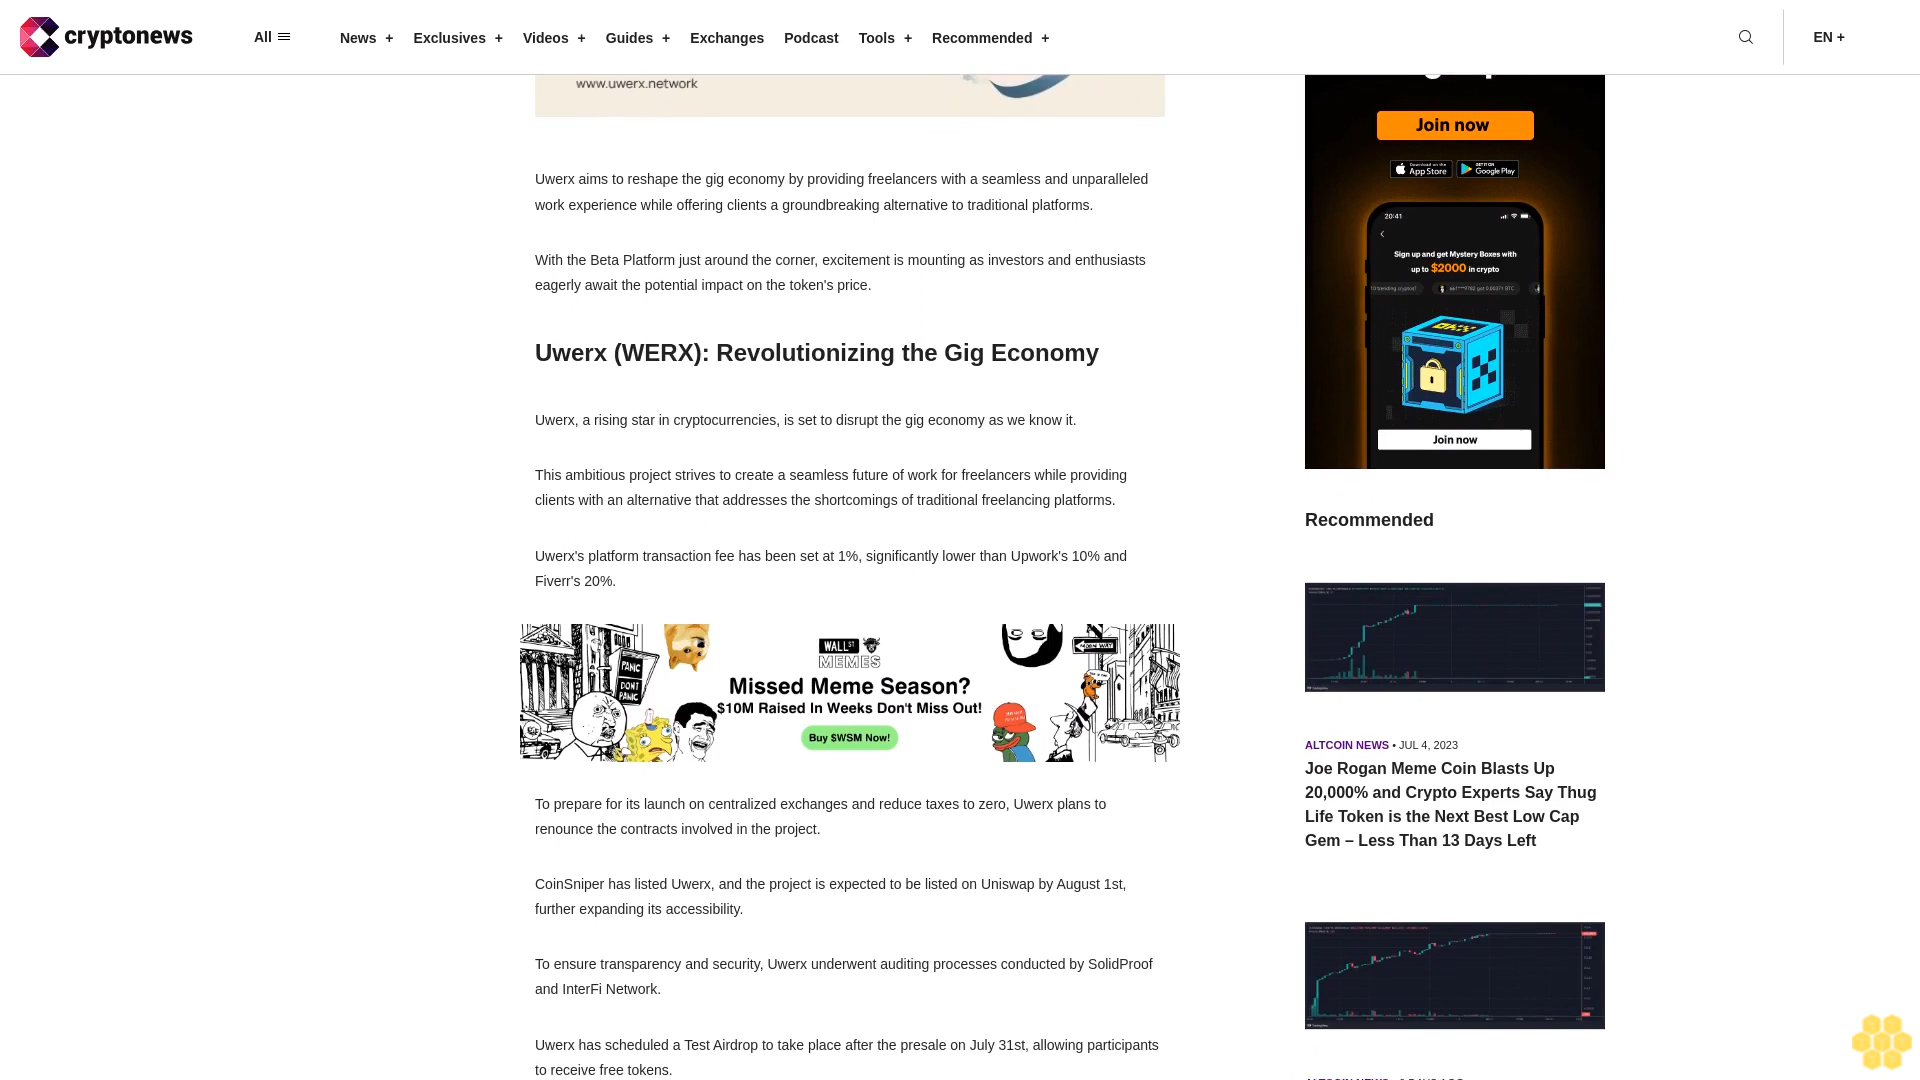 cryptonews
All
News +
Exclusives +
Videos +
Guides +
Exchanges
Podcast
Tools +
Recommended +
EN +
www.uwerx.network
Uwerx aims to reshape the gig economy by providing freelancers with a seamless and unparalleled
work experience while offering clients a groundbreaking alternative to traditional platforms.
With the Beta Platform just around the corner, excitement is mounting as investors and enthusiasts
eagerly await the potential impact on the token's price.
Uwerx (WERX): Revolutionizing the Gig Economy
Uwerx, a rising star in cryptocurrencies, is set to disrupt the gig economy as we know it.
This ambitious project strives to create a seamless future of work for freelancers while providing
clients with an alternative that addresses the shortcomings of traditional freelancing platforms.
Uwerx's platform transaction fee has been set at 1%, significantly lower than Upwork's 10% and
Fiverr's 20%.
PANIC
DON'T
PANIC
WALL ST
MEMES
MOON WAY
Missed Meme Season?
$10M Raised In Weeks Don't Miss Out!
Buy $WSM Now!
To prepare for its launch on centralized exchanges and reduce taxes to zero, Uwerx plans to
renounce the contracts involved in the project.
CoinSniper has listed Uwerx, and the project is expected to be listed on Uniswap by August 1st,
further expanding its accessibility.
To ensure transparency and security, Uwerx underwent auditing processes conducted by SolidProof
and InterFi Network.
Uwerx has scheduled a Test Airdrop to take place after the presale on July 31st, allowing participants
to receive free tokens.
Join now
Download on the
App Store
GET IT ON
Google Play
20:41
Sign up and get Mystery Boxes with
up to $2000 in crypto
Join now
Recommended
ALTCOIN NEWS • JUL 4, 2023
Joe Rogan Meme Coin Blasts Up
20,000% and Crypto Experts Say Thug
Life Token is the Next Best Low Cap
Gem – Less Than 13 Days Left